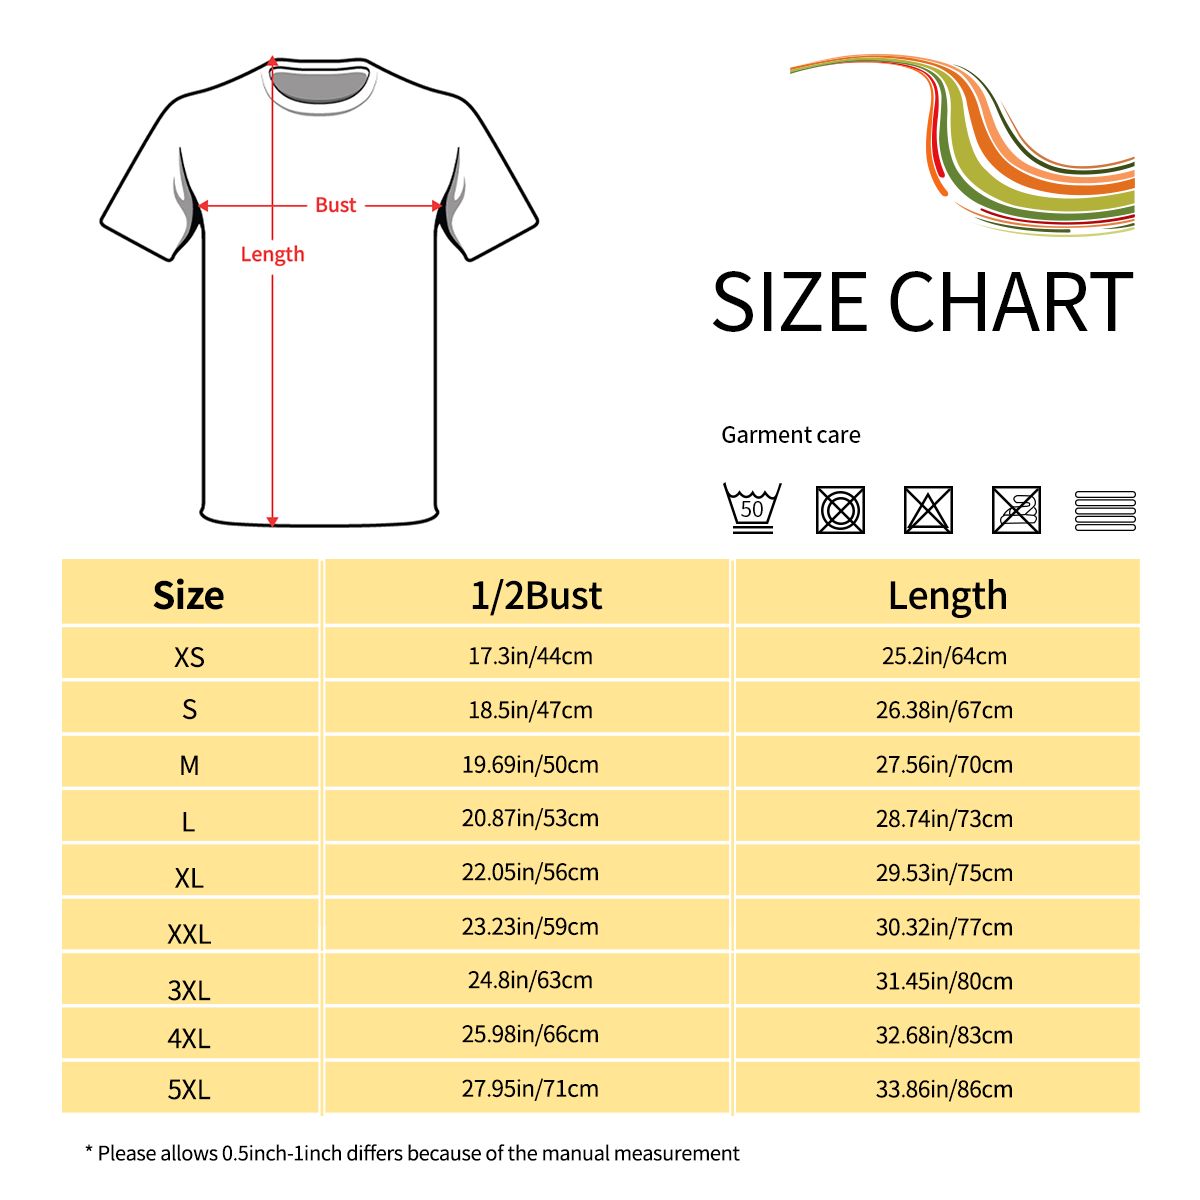 Bust
Length
SIZE CHART
Garment care
50
Size 1/2Bust Length
XS 17.3in/44cm 25.2in/64cm
S 18.5in/47cm 26.38in/67cm
M 19.69in/50cm 27.56in/70cm
L 20.87in/53cm 28.74in/73cm
XL 22.05in/56cm 29.53in/75cm
XXL 23.23in/59cm 30.32in/77cm
3XL 24.8in/63cm 31.45in/80cm
4XL 25.98in/66cm 32.68in/83cm
5XL 27.95in/71cm 33.86in/86cm
* Please allows 0.5inch-1inch differs because of the manual measurement